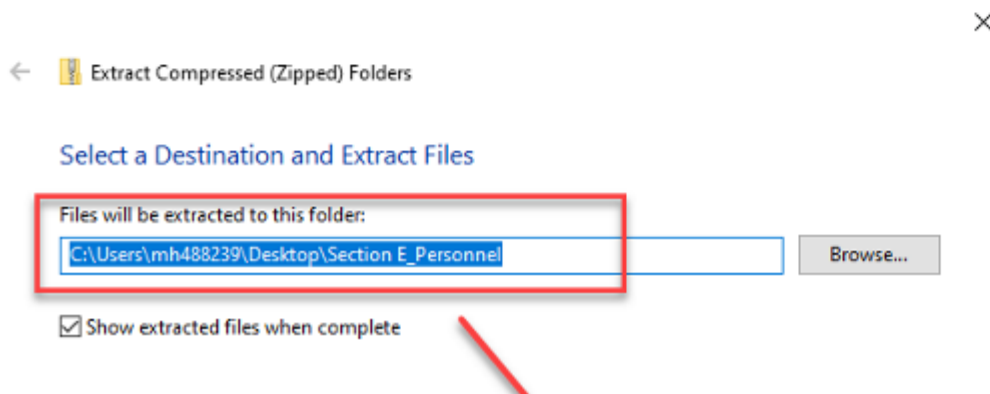 Extract Compressed (Zipped) Folders
Select a Destination and Extract Files
Files will be extracted to this folder:
C:\Users\mh488239\Desktop\Section E_Personnel
Browse...
Show extracted files when complete